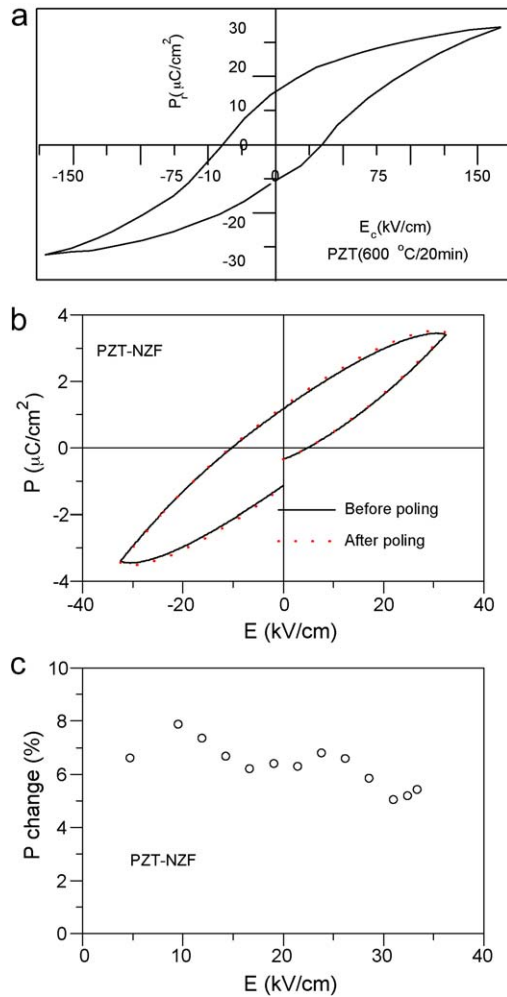 a
30
20
10
0
-10
-20
-30
P_r(μC/cm²)
-150
-75
-10
0
75
150
E_c(kV/cm)
PZT(600 °C/20min)
b
4
2
0
-2
-4
P (μC/cm²)
PZT-NZF
Before poling
After poling
-40
-20
0
20
40
E (kV/cm)
c
10
8
6
4
2
0
P change (%)
PZT-NZF
0
10
20
30
40
E (kV/cm)